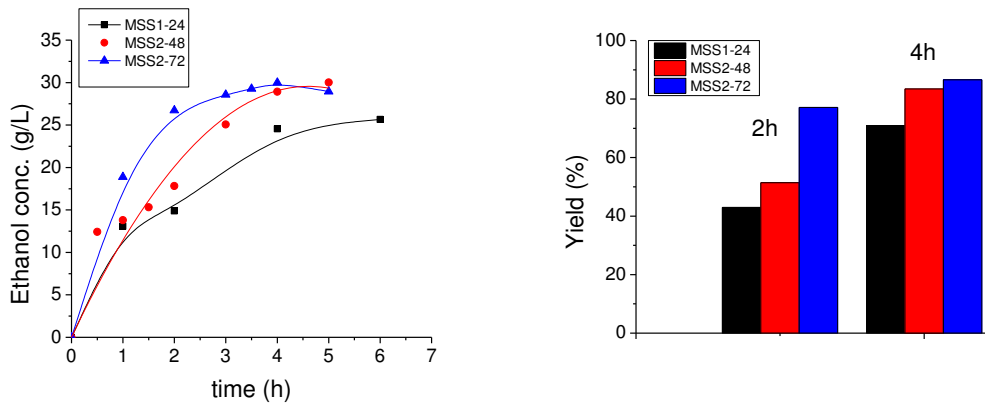 MSS1-24
MSS2-48
MSS2-72
35
30
25
20
15
10
5
0
Ethanol conc. (g/L)
0 1 2 3 4 5 6 7
time (h)
MSS1-24
MSS2-48
MSS2-72
2h
4h
100
80
60
40
20
0
Yield (%)